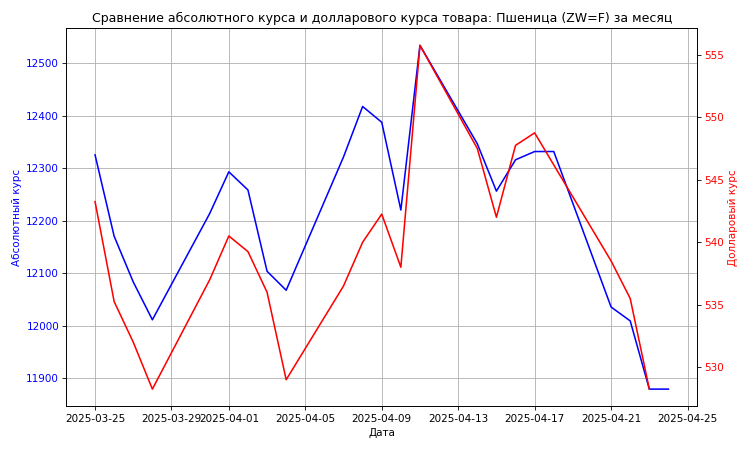 Сравнение абсолютного курса и долларового курса товара: Пшеница (ZW=F) за месяц
12500
12400
12300
12200
12100
12000
11900
Абсолютный курс
555
550
545
540
535
530
Долларовый курс
2025-03-25 2025-03-29 2025-04-01 2025-04-05 2025-04-09 2025-04-13 2025-04-17 2025-04-21 2025-04-25
Дата